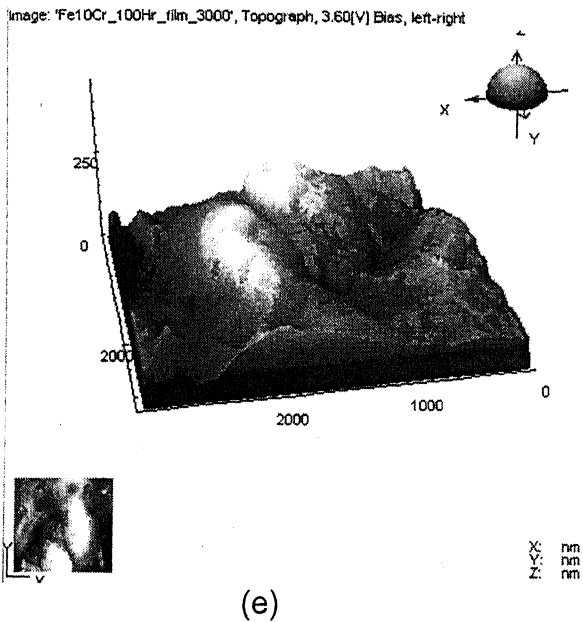 Image: 'Fe10Cr_100Hr_film_3000', Topograph, 3.60[V] Bias, left-right
Z
X
Y
250
0
2000
2000
1000
0
Y
X
X: nm
Y: nm
Z: nm
(e)